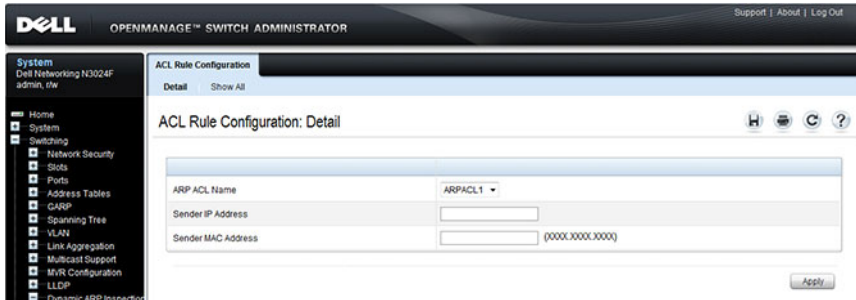 DELL OPENMANAGE™ SWITCH ADMINISTRATOR
Support | About | Log Out
System
Dell Networking N3024F
admin, r/w
Home
System
Switching
Network Security
Slots
Ports
Address Tables
GARP
Spanning Tree
VLAN
Link Aggregation
Multicast Support
MVR Configuration
LLDP
Dynamic ARP Inspection
ACL Rule Configuration
Detail Show All
ACL Rule Configuration: Detail
ARP ACL Name ARPACL1
Sender IP Address
Sender MAC Address (XXXX.XXXX.XXXX)
Apply